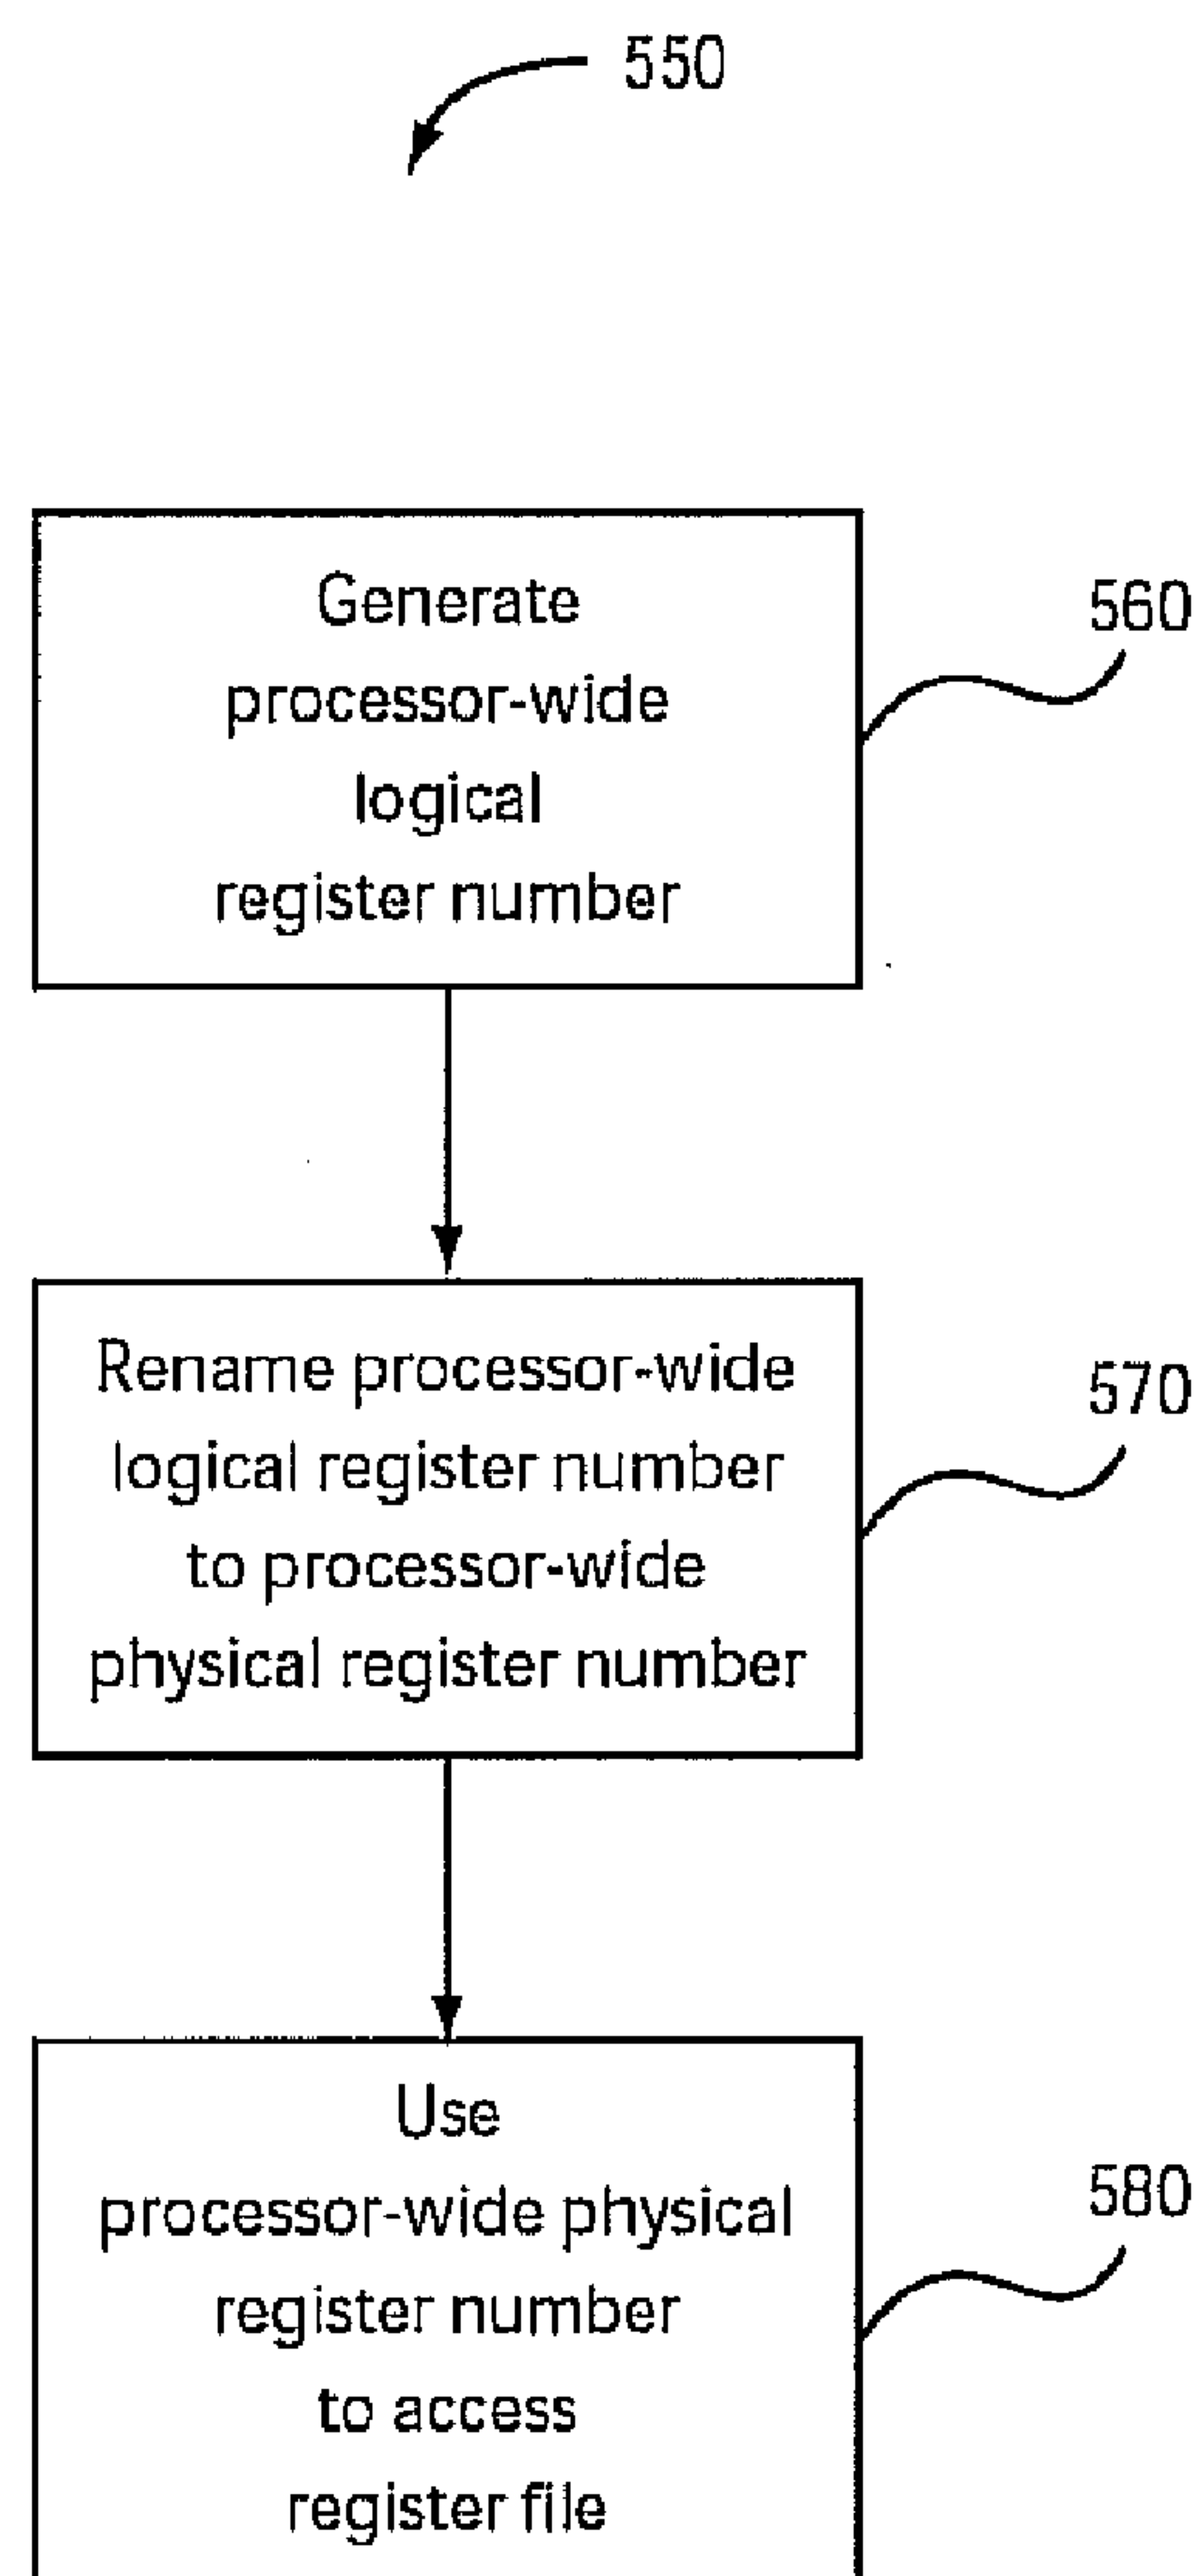 550
Generate
processor-wide
logical
register number
560
Rename processor-wide
logical register number
to processor-wide
physical register number
570
Use
processor-wide physical
register number
to access
register file
580